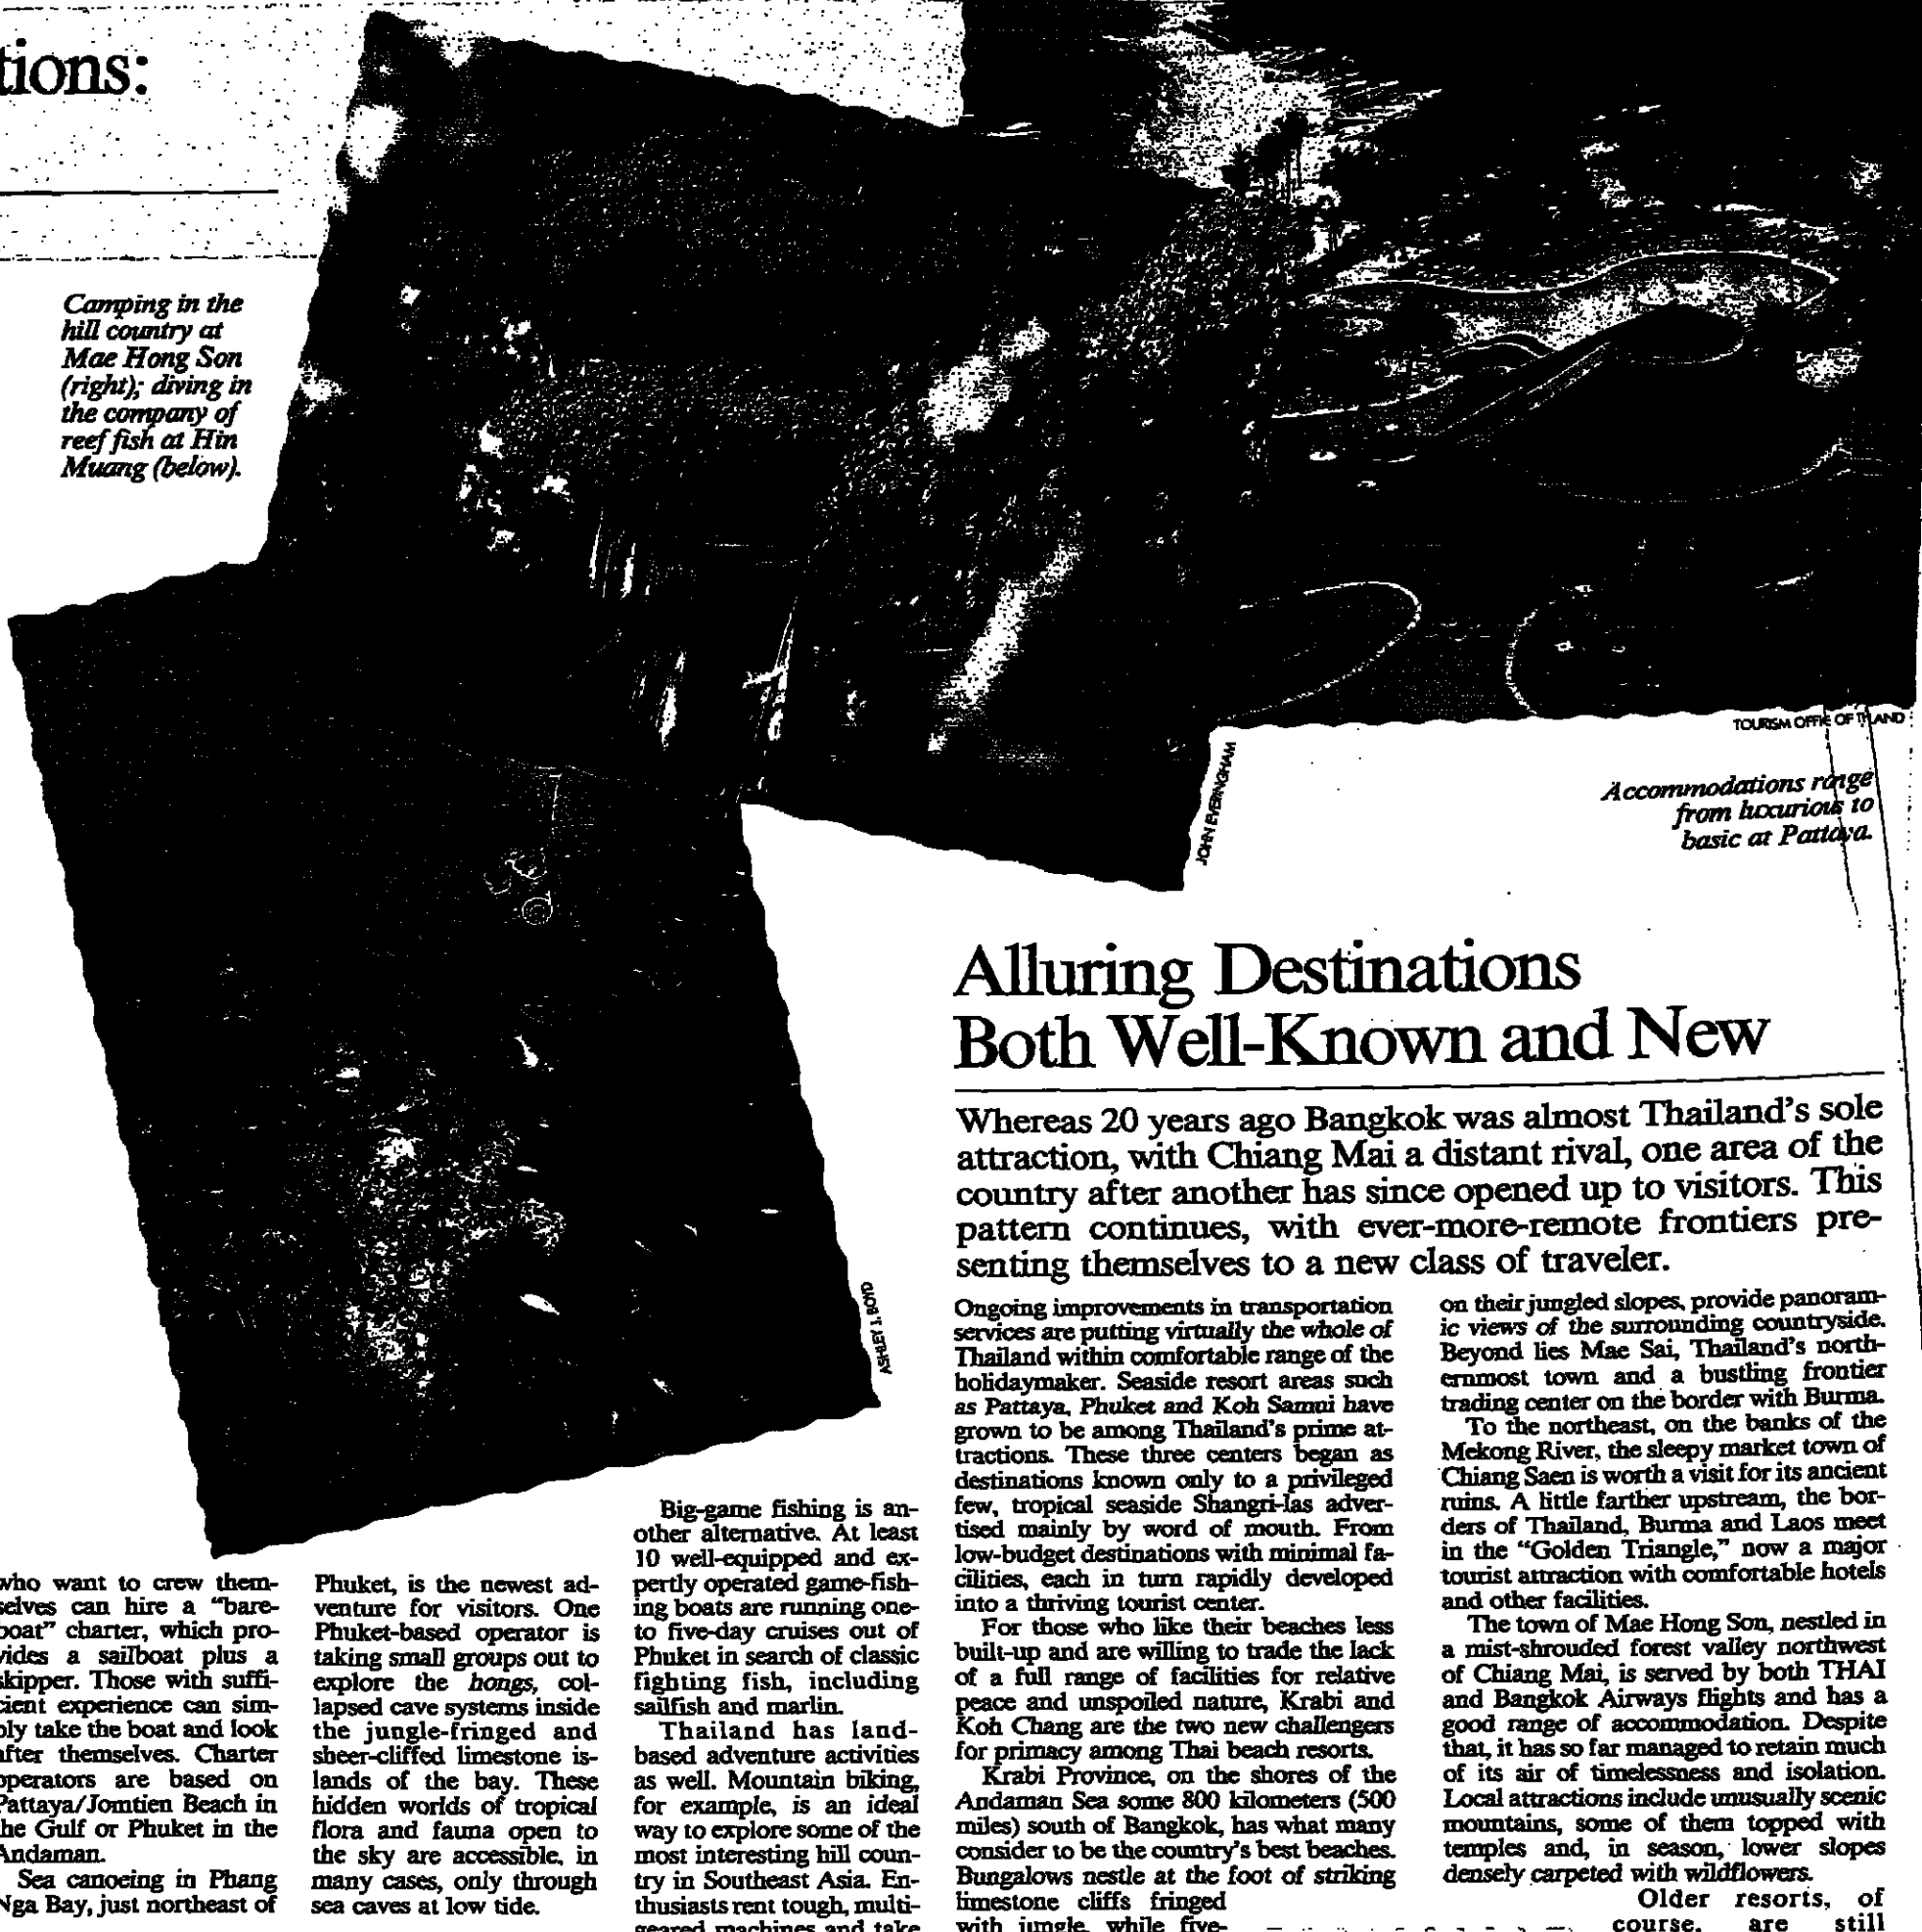 tions:
Camping in the
hill country at
Mae Hong Son
(right); diving in
the company of
reef fish at Hin
Muang (below).
TOURISM OFFIE OF
JOHN EVERINGHAM
Accommodations range
from luxurious to
basic at Pattaya.
ASHLEY J. BOYD
who want to crew them-
selves can hire a “bare-
boat” charter, which pro-
vides a sailboat plus a
skipper. Those with suffi-
cient experience can sim-
ply take the boat and look
after themselves. Charter
operators are based on
Pattaya/Jomtien Beach in
the Gulf or Phuket in the
Andaman.
Sea canoeing in Phang
Nga Bay, just northeast of
Phuket, is the newest ad-
venture for visitors. One
Phuket-based operator is
taking small groups out to
explore the hongs, col-
lapsed cave systems inside
the jungle-fringed and
sheer-cliffed limestone is-
lands of the bay. These
hidden worlds of tropical
flora and fauna open to
the sky are accessible, in
many cases, only through
sea caves at low tide.
Big-game fishing is an-
other alternative. At least
10 well-equipped and ex-
pertly operated game-fish-
ing boats are running one-
to five-day cruises out of
Phuket in search of classic
fighting fish, including
sailfish and marlin.
Thailand has land-
based adventure activities
as well. Mountain biking,
for example, is an ideal
way to explore some of the
most interesting hill coun-
try in Southeast Asia. En-
thusiasts rent tough, multi-
geared machines and take
Alluring Destinations
Both Well-Known and New
Whereas 20 years ago Bangkok was almost Thailand’s sole
attraction, with Chiang Mai a distant rival, one area of the
country after another has since opened up to visitors. This
pattern continues, with ever-more-remote frontiers pre-
senting themselves to a new class of traveler.
Ongoing improvements in transportation
services are putting virtually the whole of
Thailand within comfortable range of the
holidaymaker. Seaside resort areas such
as Pattaya, Phuket and Koh Samui have
grown to be among Thailand’s prime at-
tractions. These three centers began as
destinations known only to a privileged
few, tropical seaside Shangri-las adver-
tised mainly by word of mouth. From
low-budget destinations with minimal fa-
cilities, each in turn rapidly developed
into a thriving tourist center.
For those who like their beaches less
built-up and are willing to trade the lack
of a full range of facilities for relative
peace and unspoiled nature, Krabi and
Koh Chang are the two new challengers
for primacy among Thai beach resorts.
Krabi Province, on the shores of the
Andaman Sea some 800 kilometers (500
miles) south of Bangkok, has what many
consider to be the country’s best beaches.
Bungalows nestle at the foot of striking
limestone cliffs fringed
with jungle, while five-
on their jungled slopes, provide panoram-
ic views of the surrounding countryside.
Beyond lies Mae Sai, Thailand’s north-
ernmost town and a bustling frontier
trading center on the border with Burma.
To the northeast, on the banks of the
Mekong River, the sleepy market town of
Chiang Saen is worth a visit for its ancient
ruins. A little farther upstream, the bor-
ders of Thailand, Burma and Laos meet
in the “Golden Triangle,” now a major
tourist attraction with comfortable hotels
and other facilities.
The town of Mae Hong Son, nestled in
a mist-shrouded forest valley northwest
of Chiang Mai, is served by both THAI
and Bangkok Airways flights and has a
good range of accommodation. Despite
that, it has so far managed to retain much
of its air of timelessness and isolation.
Local attractions include unusually scenic
mountains, some of them topped with
temples and, in season, lower slopes
densely carpeted with wildflowers.
Older resorts, of
course, are still